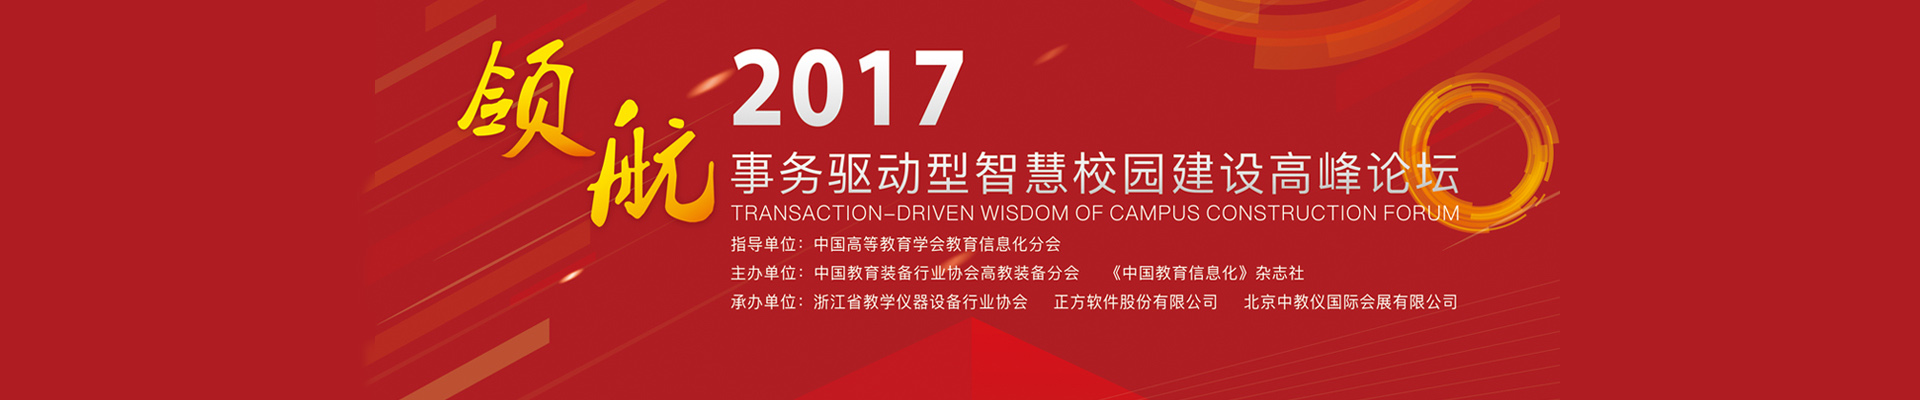 领航
2017
事务驱动型智慧校园建设高峰论坛
TRANSACTION-DRIVEN WISDOM OF CAMPUS CONSTRUCTION FORUM
指导单位：中国高等教育学会教育信息化分会
主办单位：中国教育装备行业协会高教装备分会 《中国教育信息化》杂志社
承办单位：浙江省教学仪器设备行业协会 正方软件股份有限公司 北京中教仪国际会展有限公司